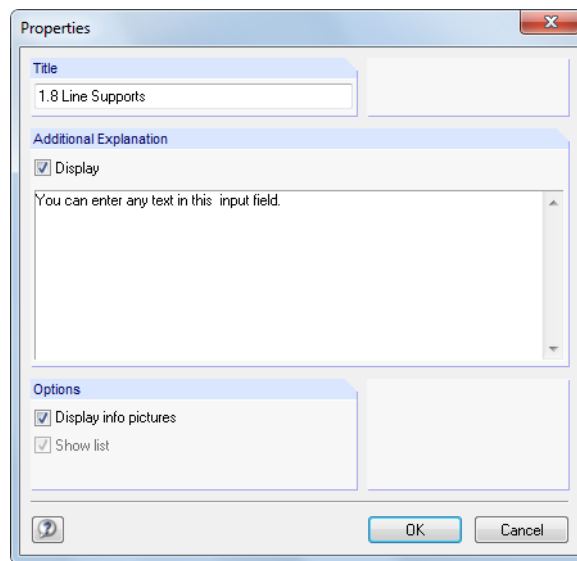 Properties
Title
1.8 Line Supports
Additional Explanation
Display
You can enter any text in this  input field.
Options
Display info pictures
Show list
OK
Cancel